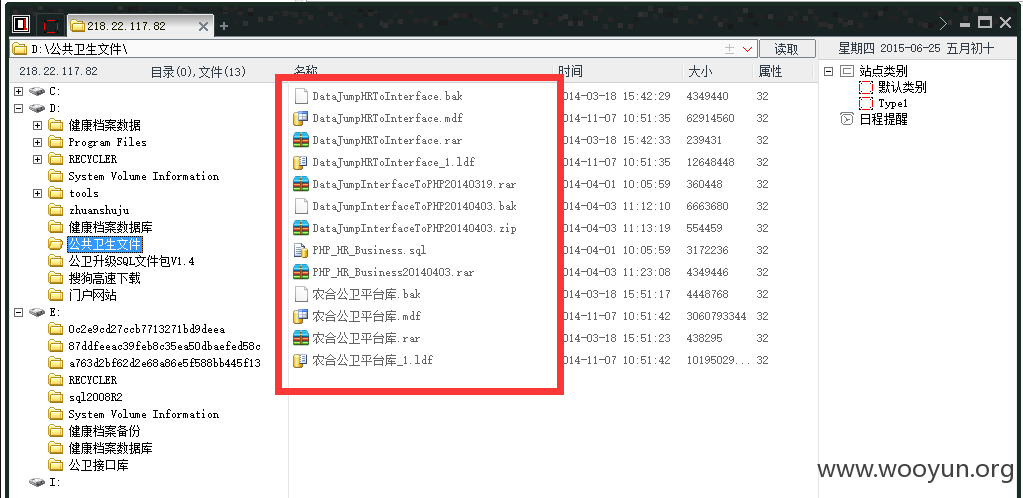 218.22.117.82
D:\公共卫生文件\
读取
星期四 2015-06-25 五月初十
218.22.117.82 目录(0),文件(13)
名称 时间 大小 属性
C:
D:
健康档案数据
Program Files
RECYCLER
System Volume Information
tools
zhuanshuju
健康档案数据库
公共卫生文件
公卫升级SQL文件包V1.4
搜狗高速下载
门户网站
E:
0c2e9cd27ccb7713271bd9deea
87ddfeeac39feb8c35ea50dbaefed58c
a763d2bf62d2e68a86e5f588bb445f13
RECYCLER
sql2008R2
System Volume Information
健康档案备份
健康档案数据库
公卫接口库
I:
DataJumpHRToInterface.bak 2014-03-18 15:42:29 4349440 32
DataJumpHRToInterface.mdf 2014-11-07 10:51:35 62914560 32
DataJumpHRToInterface.rar 2014-03-18 15:42:33 239431 32
DataJumpHRToInterface_1.ldf 2014-11-07 10:51:35 12648448 32
DataJumpInterfaceToPHP20140319.rar 2014-04-01 10:05:59 360448 32
DataJumpInterfaceToPHP20140403.bak 2014-04-03 11:12:10 6663680 32
DataJumpInterfaceToPHP20140403.zip 2014-04-03 11:13:19 554459 32
PHP_HR_Business.sql 2014-04-01 10:05:59 3172236 32
PHP_HR_Business20140403.rar 2014-04-03 11:23:08 4349446 32
农合公卫平台库.bak 2014-03-18 15:51:17 4448768 32
农合公卫平台库.mdf 2014-11-07 10:51:42 3060793344 32
农合公卫平台库.rar 2014-03-18 15:51:23 438295 32
农合公卫平台库_1.ldf 2014-11-07 10:51:42 10195029... 32
站点类别
默认类别
Type1
日程提醒
www.wooyun.org